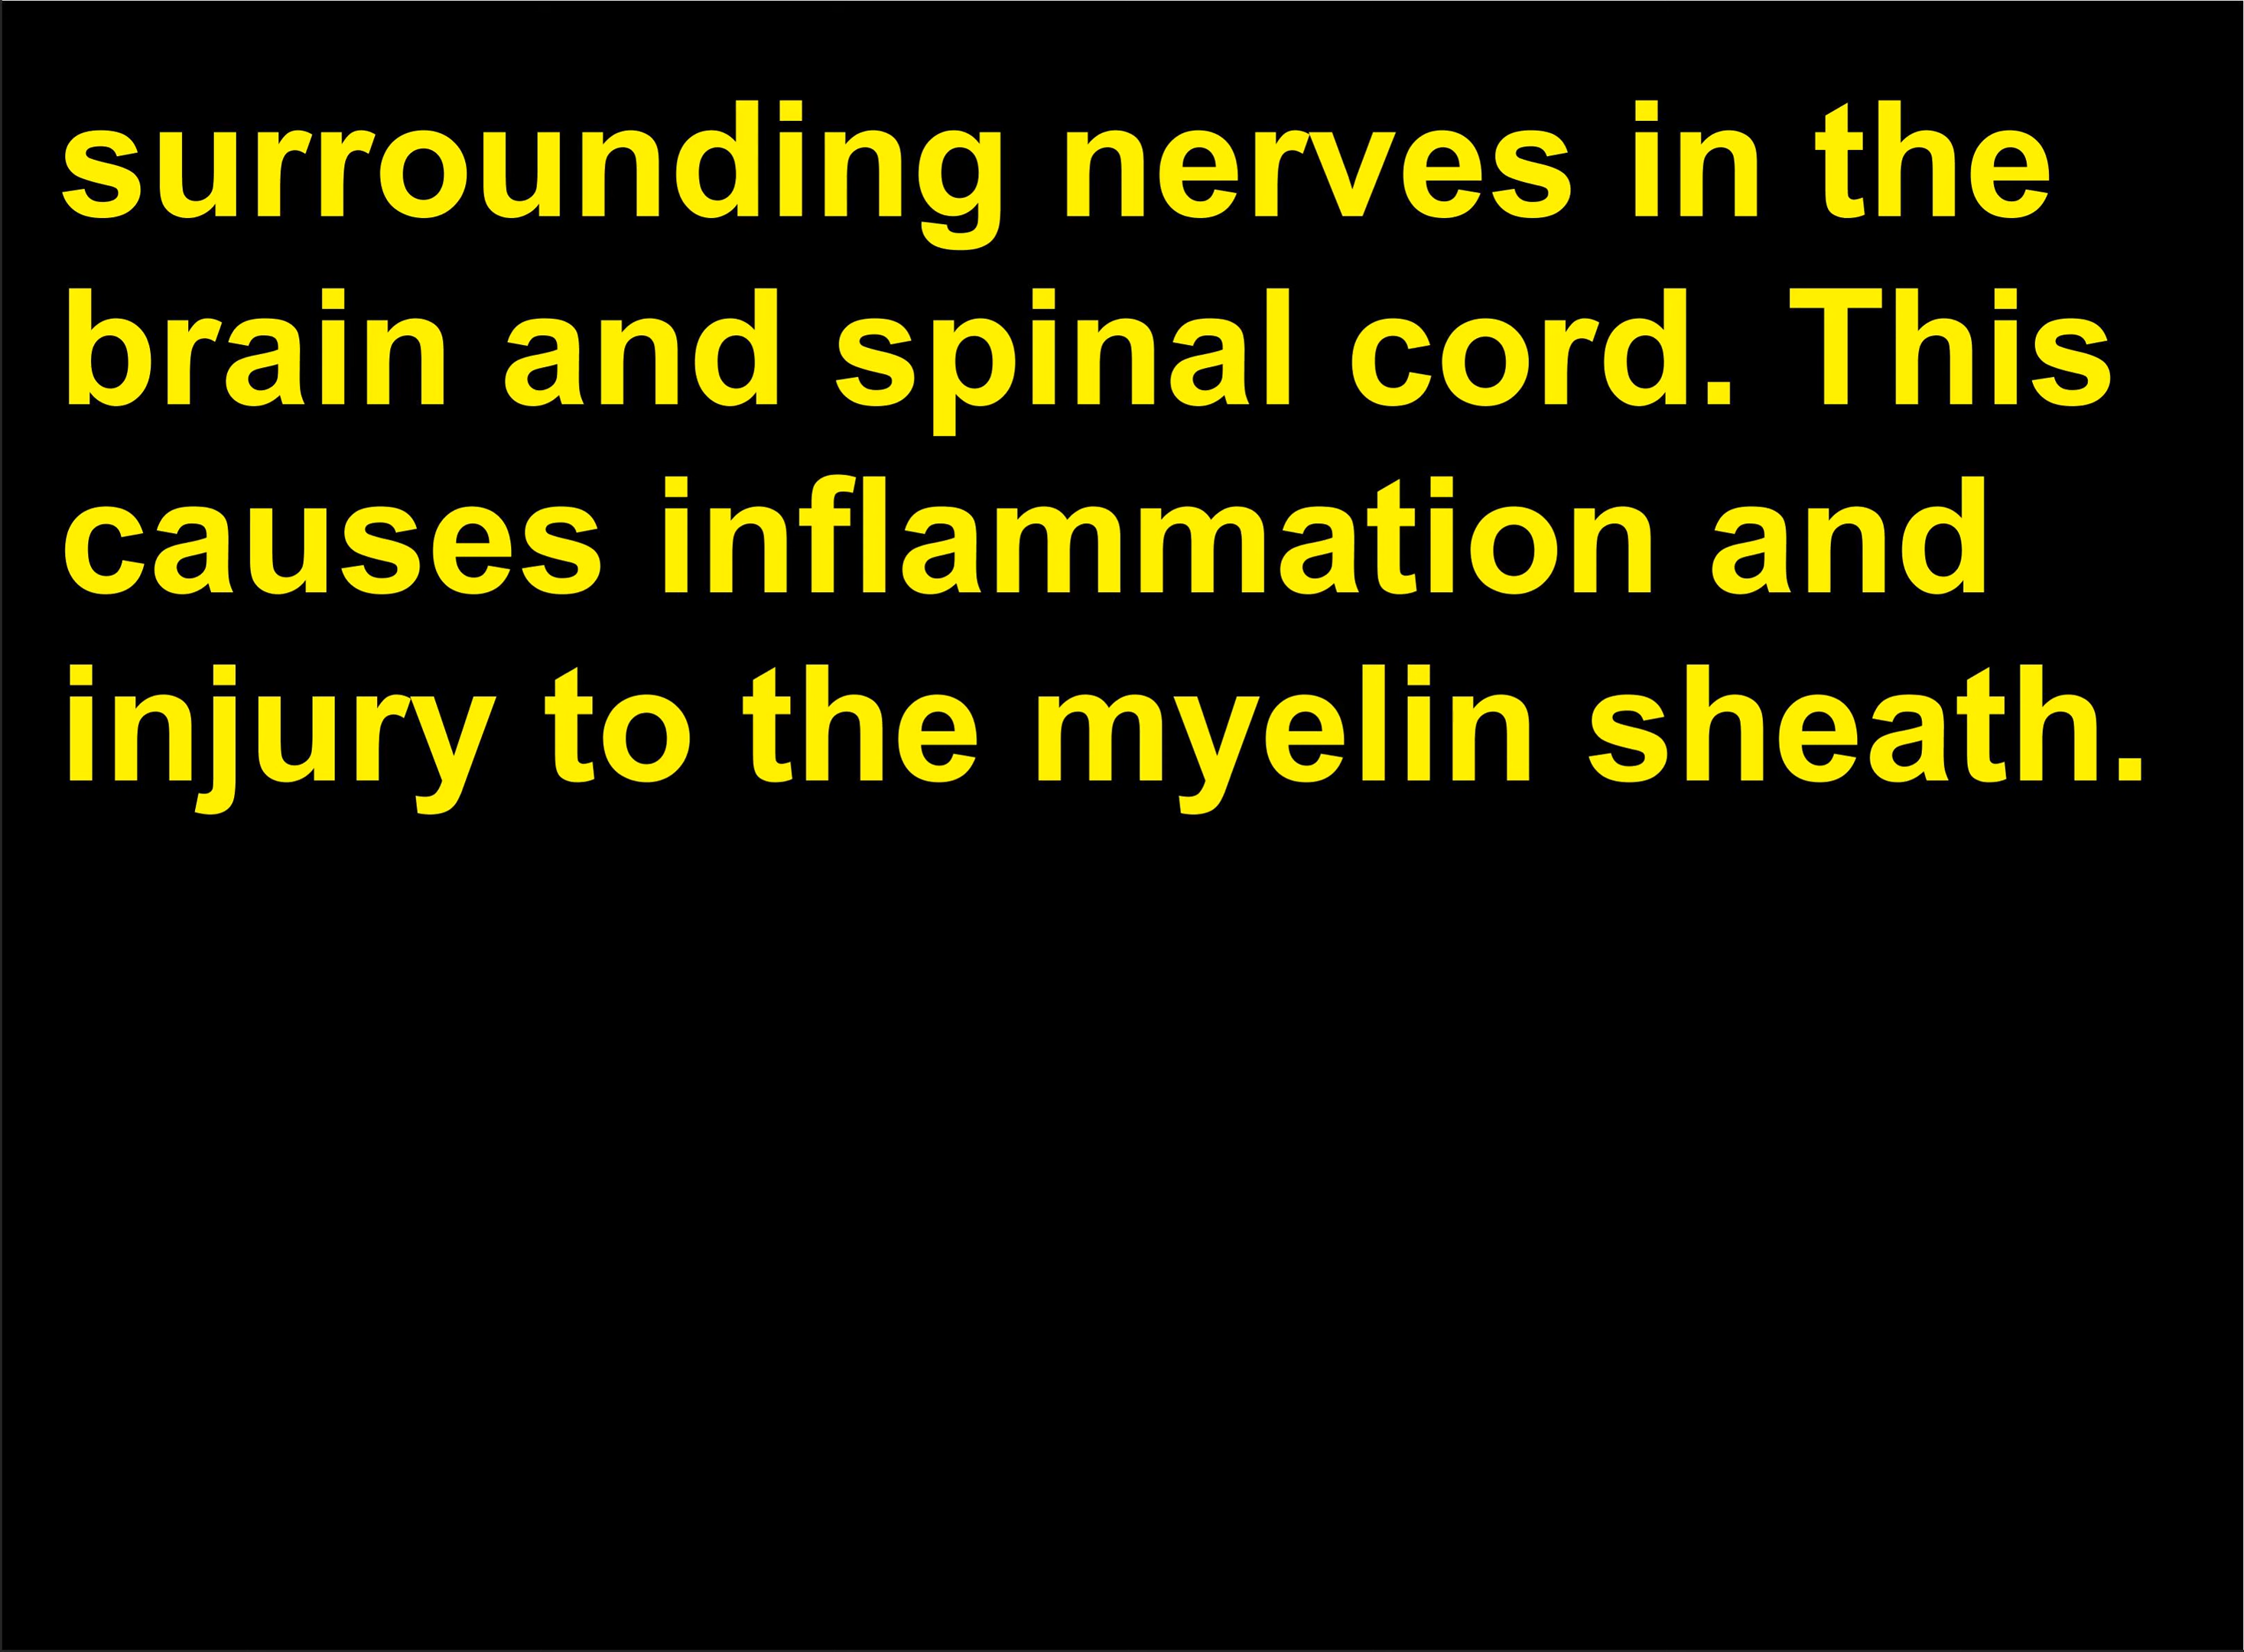 surrounding nerves in the
brain and spinal cord. This
causes inflammation and
injury to the myelin sheath.